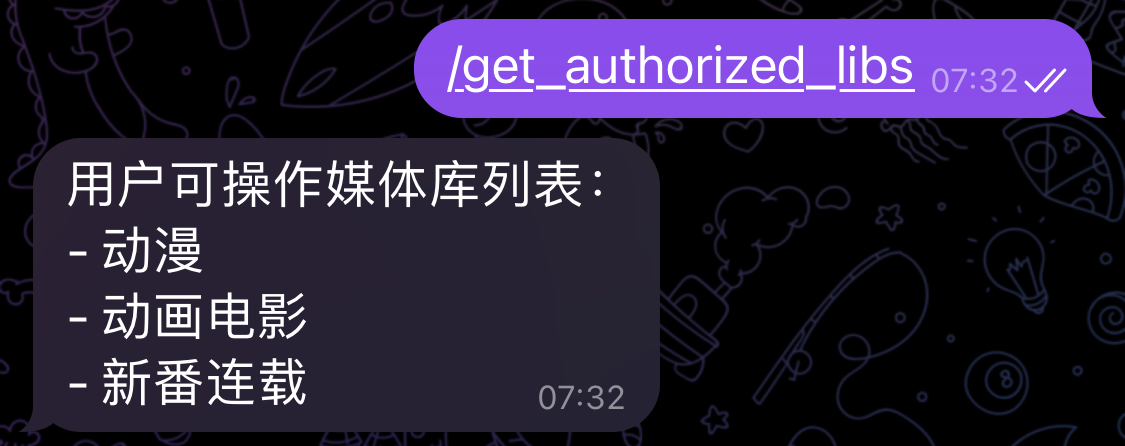 /get_authorized_libs 07:32
用户可操作媒体库列表：
- 动漫
- 动画电影
- 新番连载
07:32